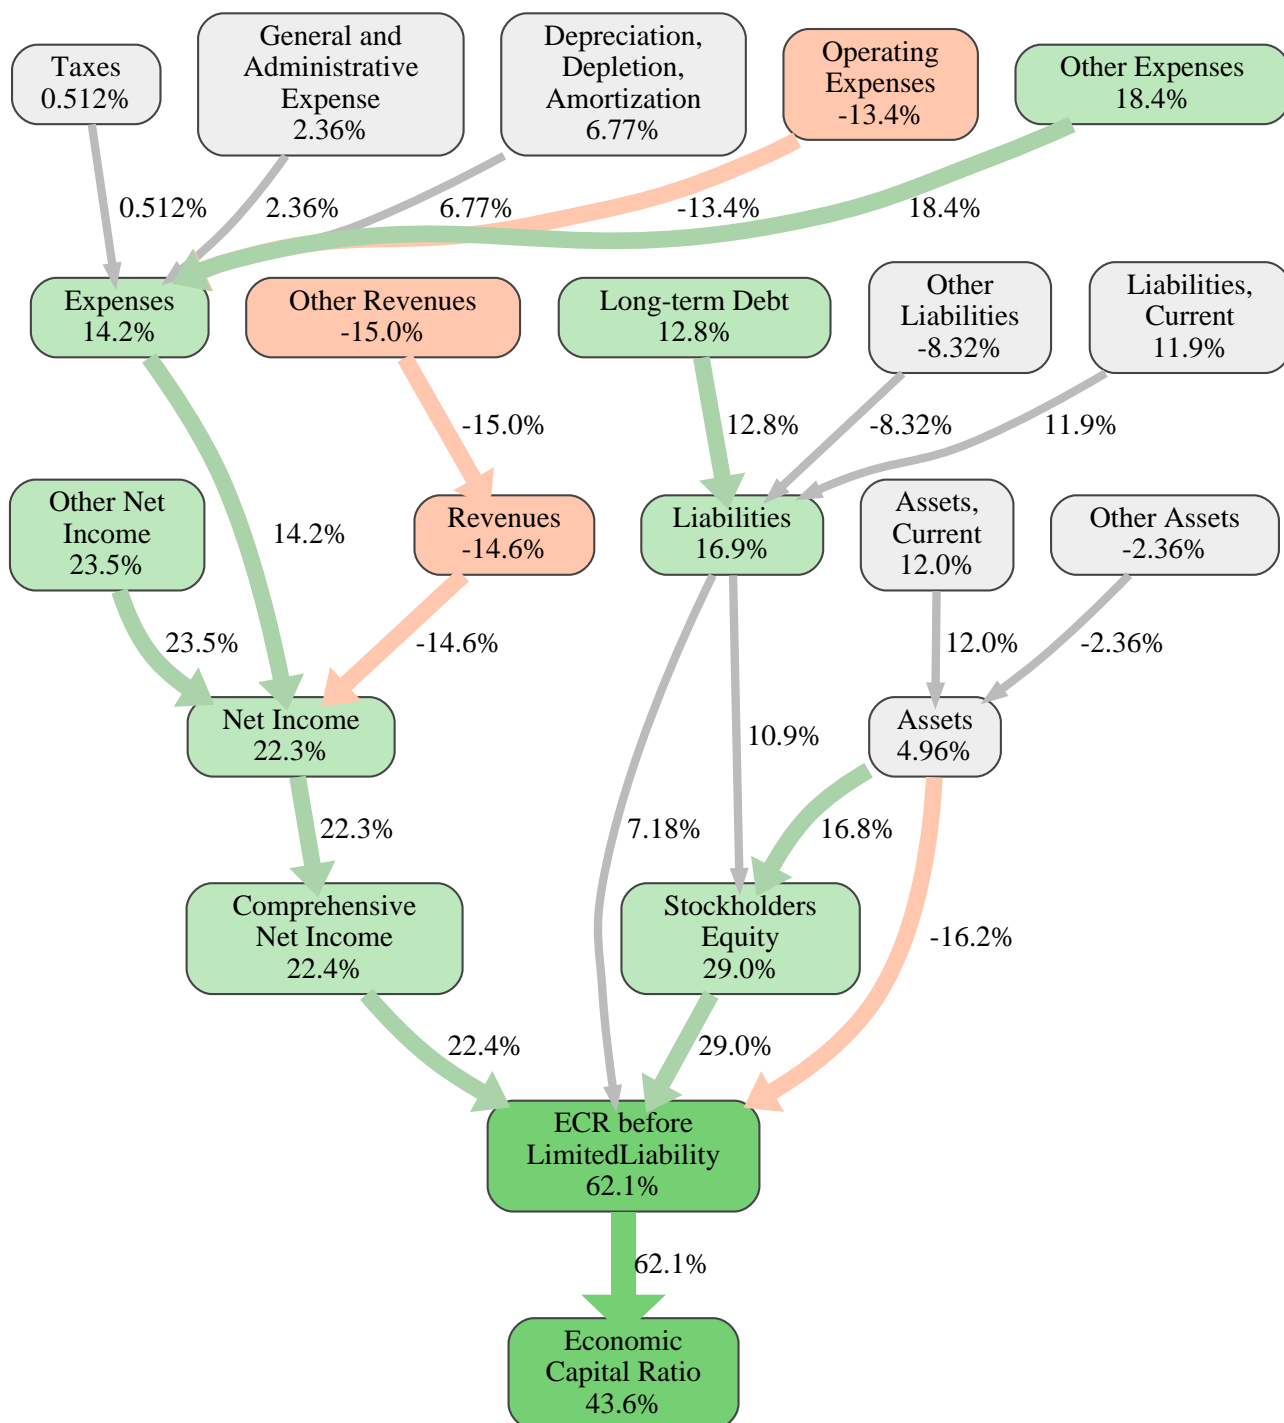 Taxes
0.512%
General and
Administrative
Expense
2.36%
Depreciation,
Depletion,
Amortization
6.77%
Operating
Expenses
-13.4%
Other Expenses
18.4%
0.512%
2.36%
6.77%
-13.4%
18.4%
Expenses
14.2%
Other Revenues
-15.0%
Long-term Debt
12.8%
Other
Liabilities
-8.32%
Liabilities,
Current
11.9%
-15.0%
12.8%
-8.32%
11.9%
Other Net
Income
23.5%
14.2%
Revenues
-14.6%
Liabilities
16.9%
Assets,
Current
12.0%
Other Assets
-2.36%
23.5%
-14.6%
12.0%
-2.36%
Net Income
22.3%
10.9%
Assets
4.96%
22.3%
7.18%
16.8%
Comprehensive
Net Income
22.4%
Stockholders
Equity
29.0%
-16.2%
22.4%
29.0%
ECR before
LimitedLiability
62.1%
62.1%
Economic
Capital Ratio
43.6%